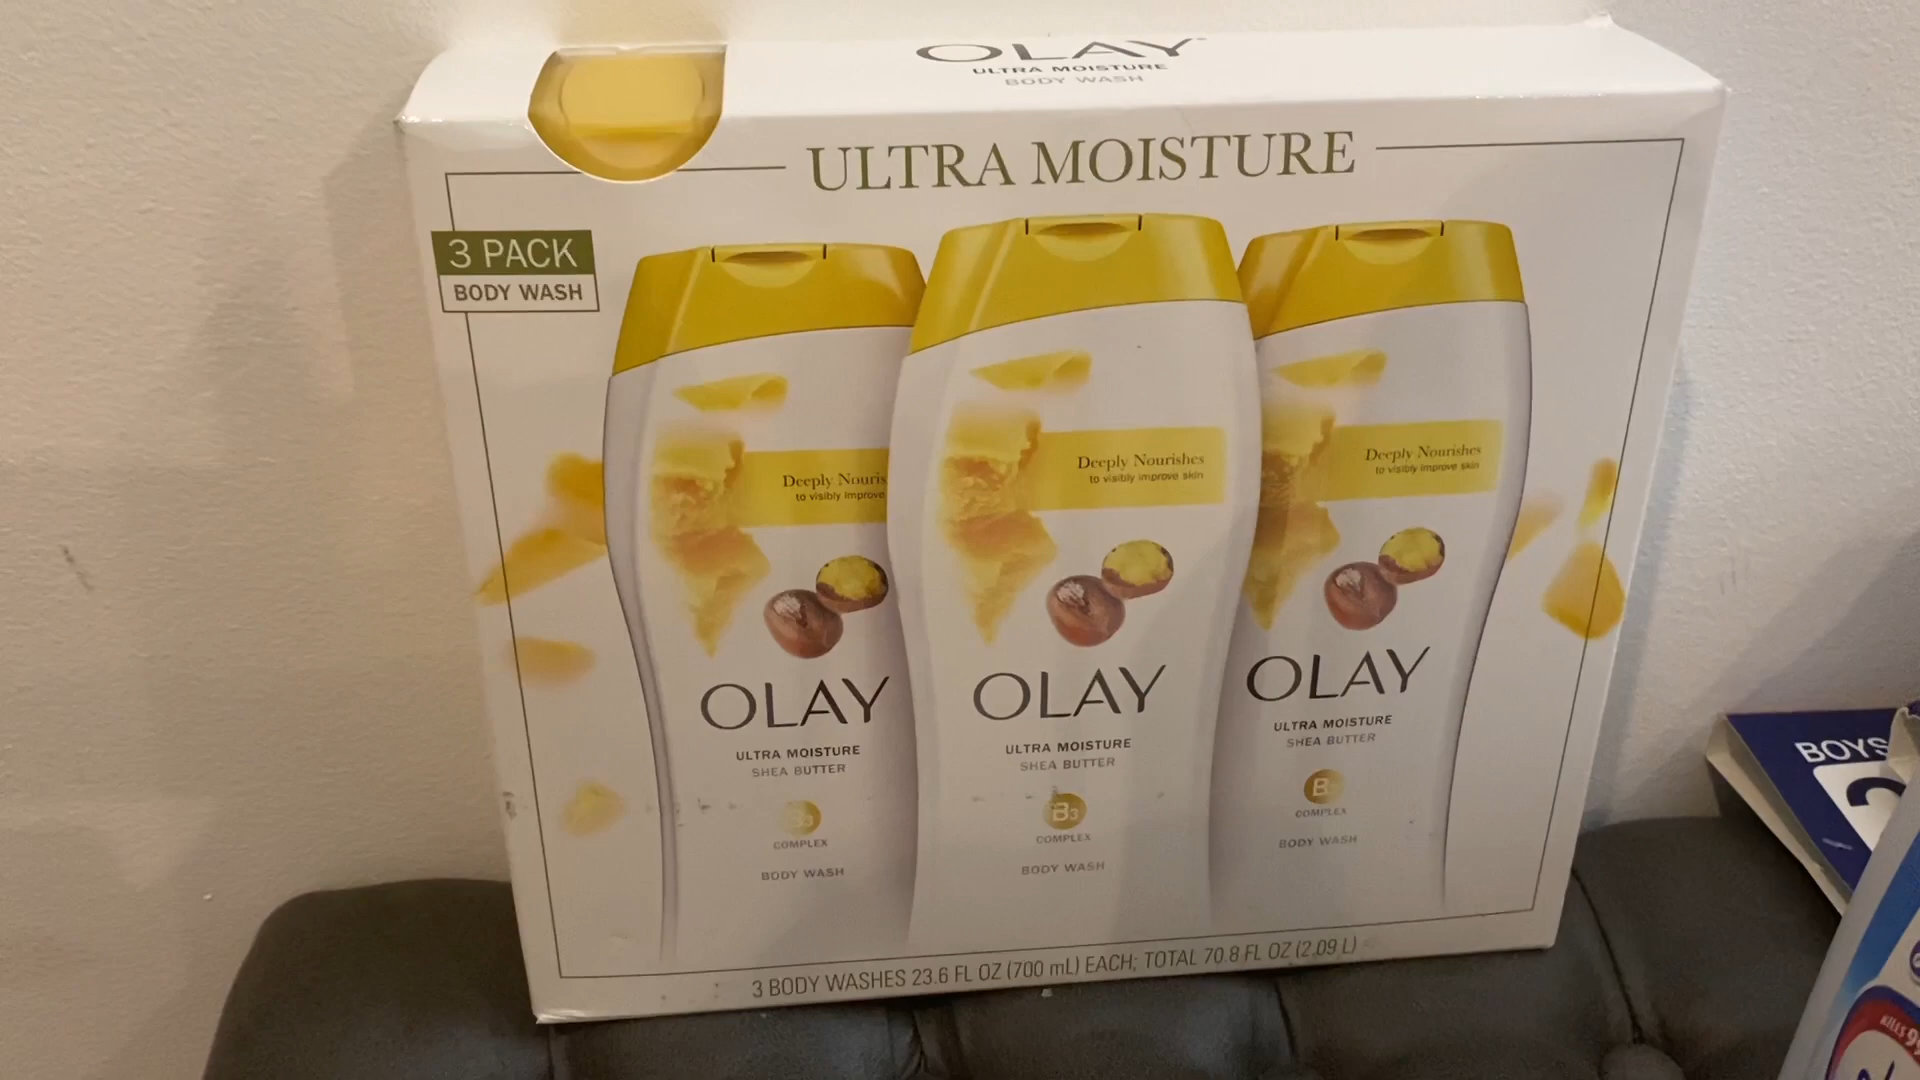 OLAY
ULTRA MOISTURE
BODY WASH
ULTRA MOISTURE
3 PACK
BODY WASH
Deeply Nouris
to visibly improve
OLAY
ULTRA MOISTURE
SHEA BUTTER
COMPLEX
BODY WASH
Deeply Nourishes
to visibly improve skin
OLAY
ULTRA MOISTURE
SHEA BUTTER
B3
COMPLEX
BODY WASH
Deeply Nourishes
to visibly improve skin
OLAY
ULTRA MOISTURE
SHEA BUTTER
B
COMPLEX
BODY WASH
3 BODY WASHES 23.6 FL OZ (700 mL) EACH; TOTAL 70.8 FL OZ (2.09 L)
BOYS
KILLS 9